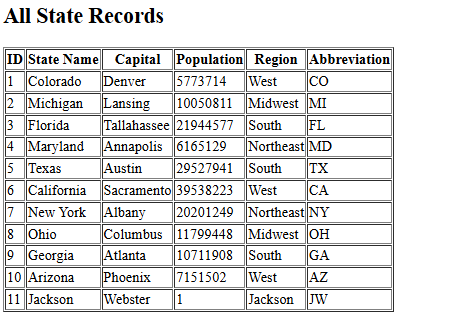 All State Records
ID State Name Capital Population Region Abbreviation
1 Colorado Denver 5773714 West CO
2 Michigan Lansing 10050811 Midwest MI
3 Florida Tallahassee 21944577 South FL
4 Maryland Annapolis 6165129 Northeast MD
5 Texas Austin 29527941 South TX
6 California Sacramento 39538223 West CA
7 New York Albany 20201249 Northeast NY
8 Ohio Columbus 11799448 Midwest OH
9 Georgia Atlanta 10711908 South GA
10 Arizona Phoenix 7151502 West AZ
11 Jackson Webster 1 Jackson JW